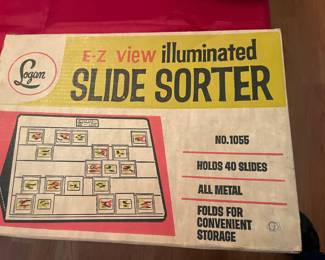 Logan
E-Z view illuminated
SLIDE SORTER
NO. 1055
HOLDS 40 SLIDES
ALL METAL
FOLDS FOR
CONVENIENT
STORAGE